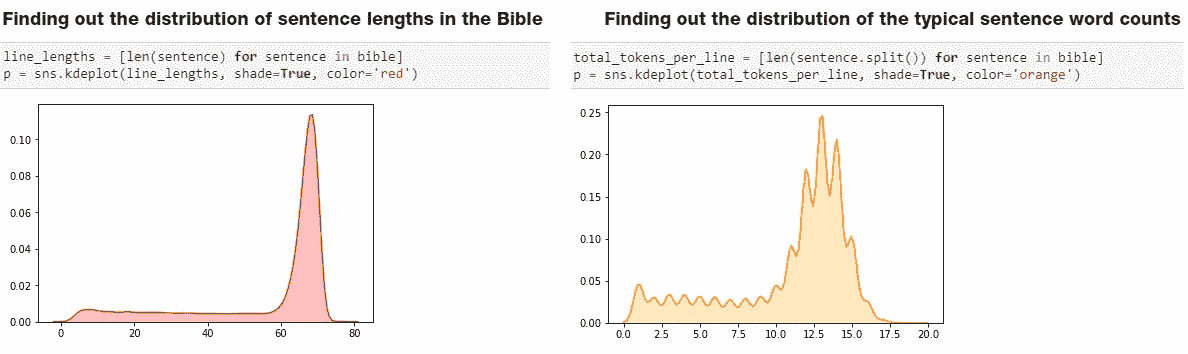 Finding out the distribution of sentence lengths in the Bible
line_lengths = [len(sentence) for sentence in bible]
p = sns.kdeplot(line_lengths, shade=True, color='red')
0.10
0.08
0.06
0.04
0.02
0.00
0 20 40 60 80
Finding out the distribution of the typical sentence word counts
total_tokens_per_line = [len(sentence.split()) for sentence in bible]
p = sns.kdeplot(total_tokens_per_line, shade=True, color='orange')
0.25
0.20
0.15
0.10
0.05
0.00
0.0 2.5 5.0 7.5 10.0 12.5 15.0 17.5 20.0